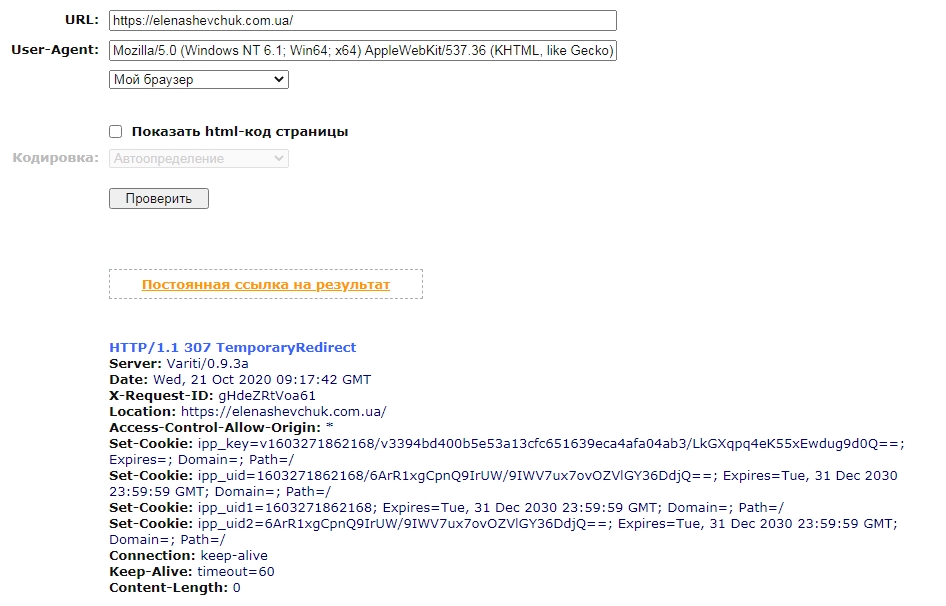 URL: https://elenashevchuk.com.ua/
User-Agent: Mozilla/5.0 (Windows NT 6.1; Win64; x64) AppleWebKit/537.36 (KHTML, like Gecko)
Мой браузер
Показать html-код страницы
Кодировка: Автоопределение
Проверить
Постоянная ссылка на результат
HTTP/1.1 307 TemporaryRedirect
Server: Variti/0.9.3a
Date: Wed, 21 Oct 2020 09:17:42 GMT
X-Request-ID: gHdeZRtVoa61
Location: https://elenashevchuk.com.ua/
Access-Control-Allow-Origin: *
Set-Cookie: ipp_key=v1603271862168/v3394bd400b5e53a13cfc651639eca4afa04ab3/LkGXqpq4eK55xEwdug9d0Q==;
Expires=; Domain=; Path=/
Set-Cookie: ipp_uid=1603271862168/6ArR1xgCpnQ9IrUW/9IWV7ux7ovOZVlGY36DdjQ==; Expires=Tue, 31 Dec 2030
23:59:59 GMT; Domain=; Path=/
Set-Cookie: ipp_uid1=1603271862168; Expires=Tue, 31 Dec 2030 23:59:59 GMT; Domain=; Path=/
Set-Cookie: ipp_uid2=6ArR1xgCpnQ9IrUW/9IWV7ux7ovOZVlGY36DdjQ==; Expires=Tue, 31 Dec 2030 23:59:59 GMT;
Domain=; Path=/
Connection: keep-alive
Keep-Alive: timeout=60
Content-Length: 0